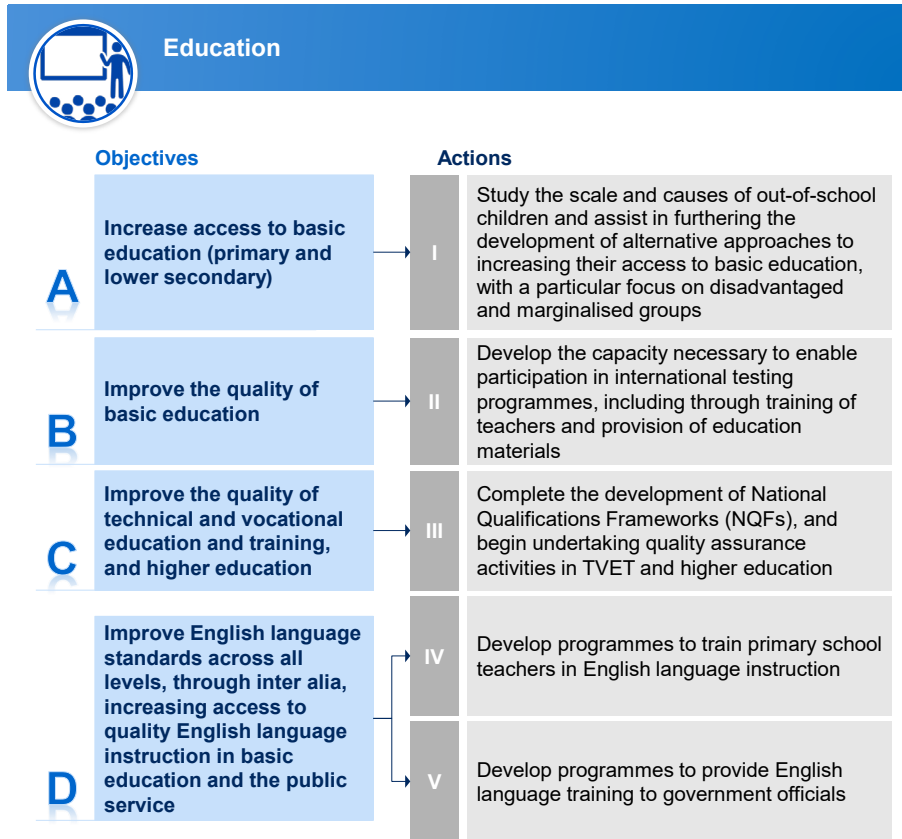 Education
Objectives
Actions
A
Increase access to basic
education (primary and
lower secondary)
I
Study the scale and causes of out-of-school
children and assist in furthering the
development of alternative approaches to
increasing their access to basic education,
with a particular focus on disadvantaged
and marginalised groups
B
Improve the quality of
basic education
II
Develop the capacity necessary to enable
participation in international testing
programmes, including through training of
teachers and provision of education
materials
C
Improve the quality of
technical and vocational
education and training,
and higher education
III
Complete the development of National
Qualifications Frameworks (NQFs), and
begin undertaking quality assurance
activities in TVET and higher education
D
Improve English language
standards across all
levels, through inter alia,
increasing access to
quality English language
instruction in basic
education and the public
service
IV
Develop programmes to train primary school
teachers in English language instruction
V
Develop programmes to provide English
language training to government officials